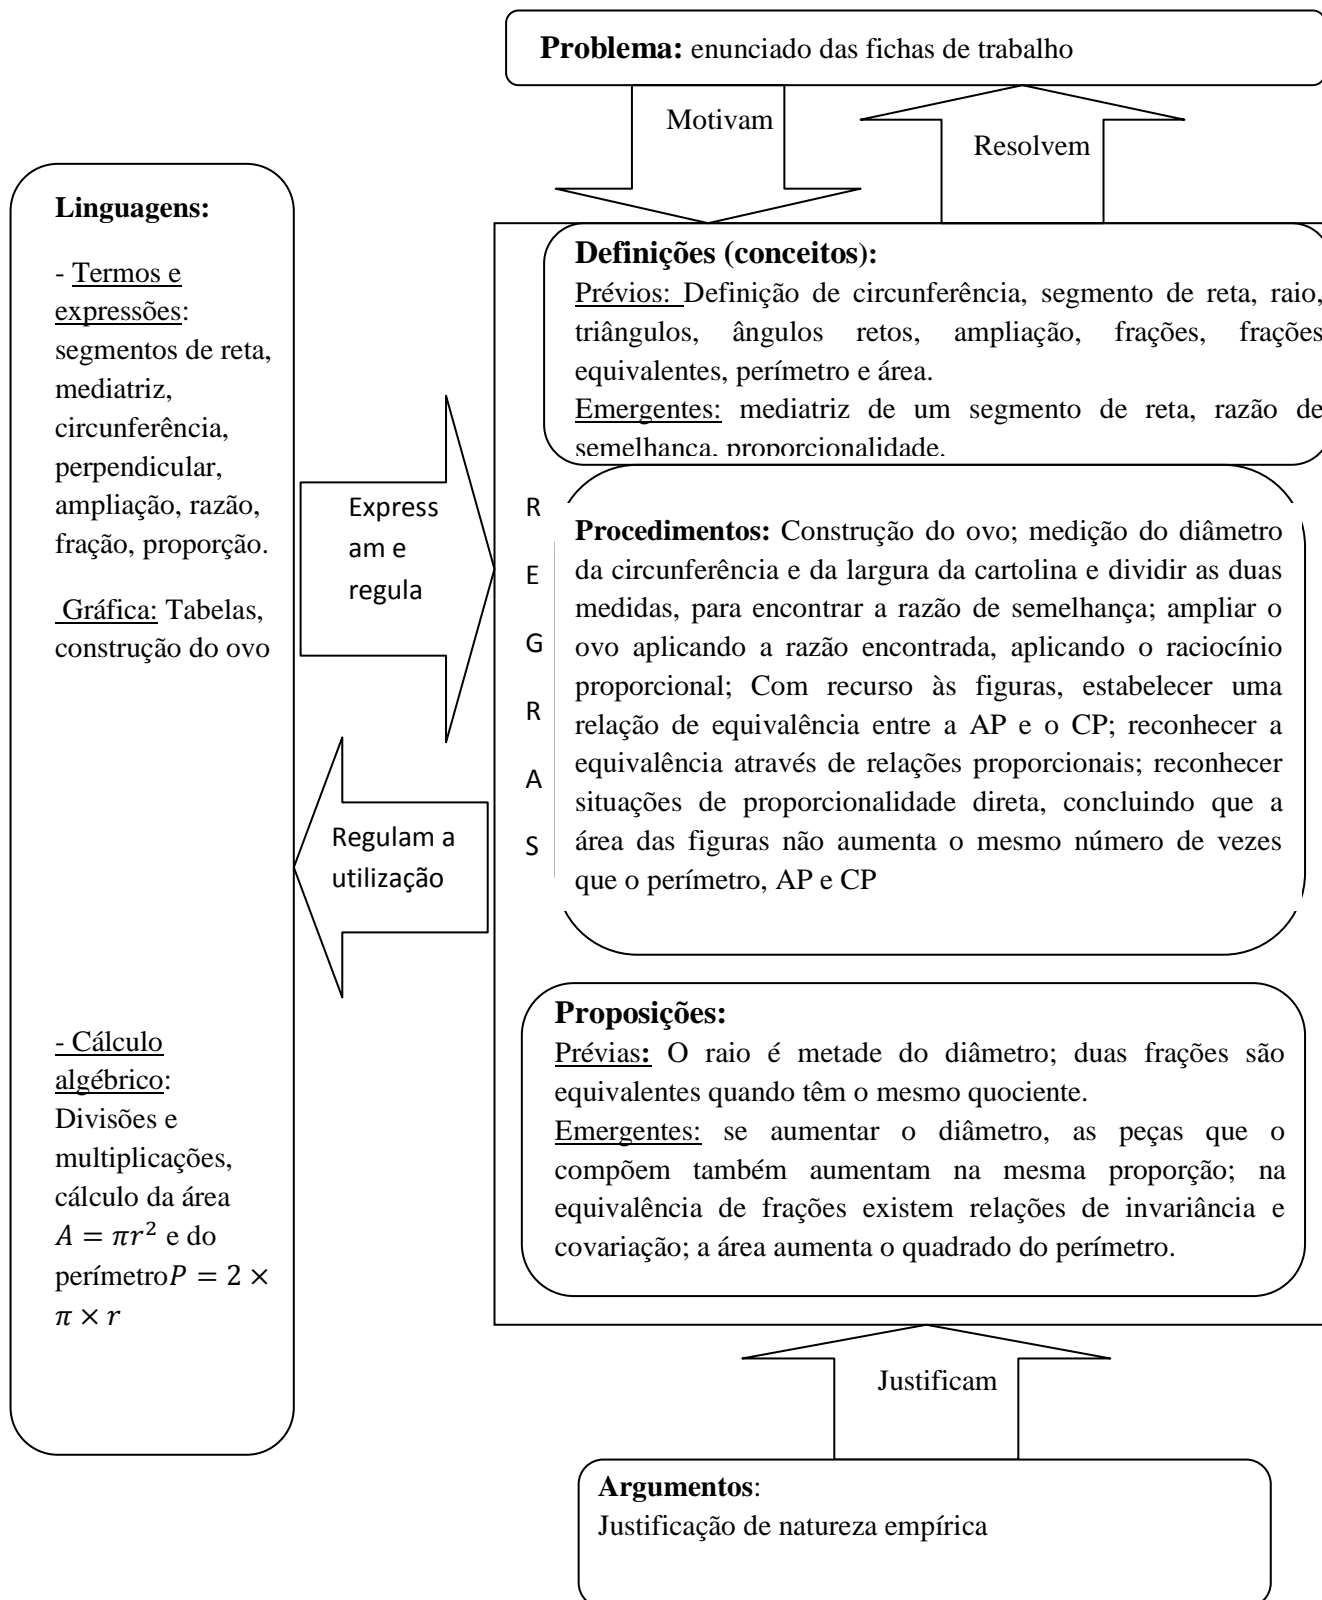 Problema: enunciado das fichas de trabalho
Motivam
Resolvem
Linguagens:
- Termos e
expressões:
segmentos de reta,
mediatriz,
circunferência,
perpendicular,
ampliação, razão,
fração, proporção.
Gráfica: Tabelas,
construção do ovo
- Cálculo
algébrico:
Divisões e
multiplicações,
cálculo da área
𝐴 = 𝜋𝑟² e do
perímetro𝑃 = 2 ×
𝜋 × 𝑟
Express
am e
regula
Regulam a
utilização
Definições (conceitos):
Prévios: Definição de circunferência, segmento de reta, raio,
triângulos, ângulos retos, ampliação, frações, frações
equivalentes, perímetro e área.
Emergentes: mediatriz de um segmento de reta, razão de
semelhança, proporcionalidade.
R
E
G
R
A
S
Procedimentos: Construção do ovo; medição do diâmetro
da circunferência e da largura da cartolina e dividir as duas
medidas, para encontrar a razão de semelhança; ampliar o
ovo aplicando a razão encontrada, aplicando o raciocínio
proporcional; Com recurso às figuras, estabelecer uma
relação de equivalência entre a AP e o CP; reconhecer a
equivalência através de relações proporcionais; reconhecer
situações de proporcionalidade direta, concluindo que a
área das figuras não aumenta o mesmo número de vezes
que o perímetro, AP e CP
Proposições:
Prévias: O raio é metade do diâmetro; duas frações são
equivalentes quando têm o mesmo quociente.
Emergentes: se aumentar o diâmetro, as peças que o
compõem também aumentam na mesma proporção; na
equivalência de frações existem relações de invariância e
covariação; a área aumenta o quadrado do perímetro.
Justificam
Argumentos:
Justificação de natureza empírica